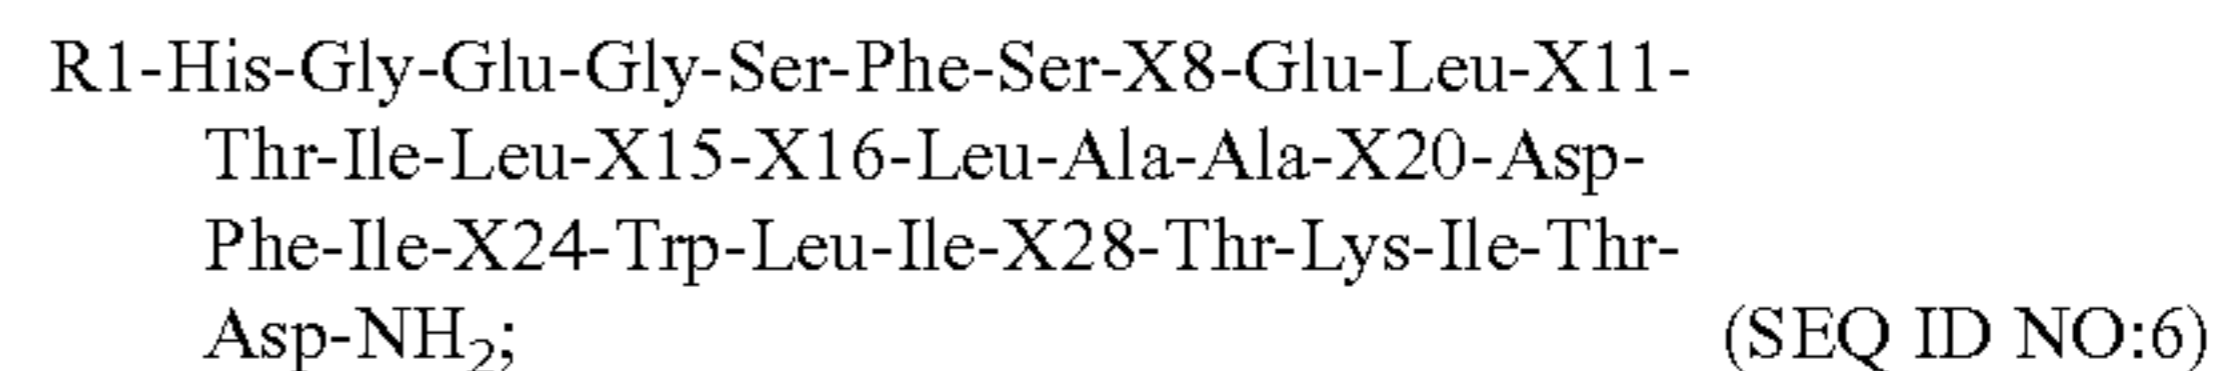 R1-His-Gly-Glu-Gly-Ser-Phe-Ser-X8-Glu-Leu-X11-
Thr-Ile-Leu-X15-X16-Leu-Ala-Ala-X20-Asp-
Phe-Ile-X24-Trp-Leu-Ile-X28-Thr-Lys-Ile-Thr-
Asp-NH₂; (SEQ ID NO:6)